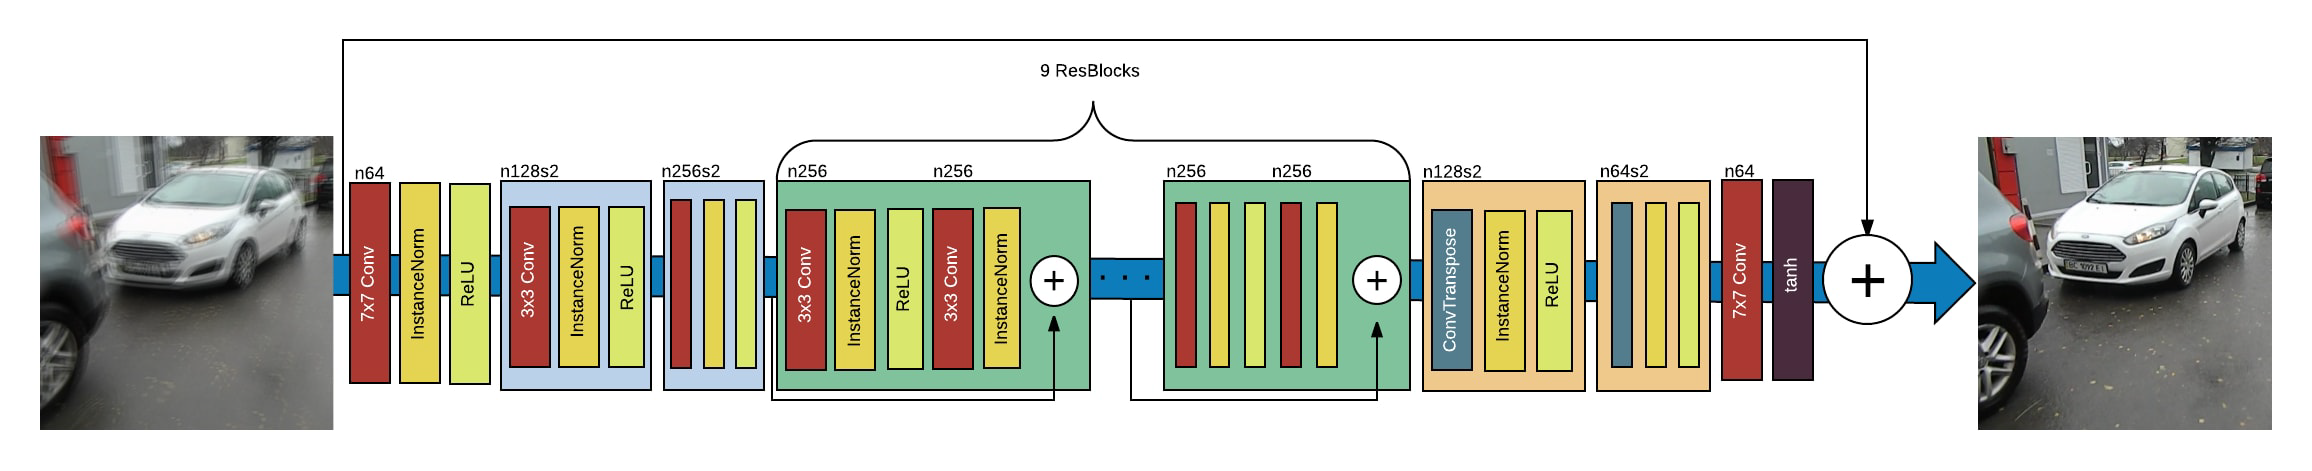 9 ResBlocks
n64
n128s2
n256s2
n256
n256
n256
n256
n128s2
n64s2
n64
7x7 Conv
InstanceNorm
ReLU
3x3 Conv
InstanceNorm
ReLU
3x3 Conv
InstanceNorm
ReLU
3x3 Conv
InstanceNorm
+
. . .
+
ConvTranspose
InstanceNorm
ReLU
7x7 Conv
tanh
+